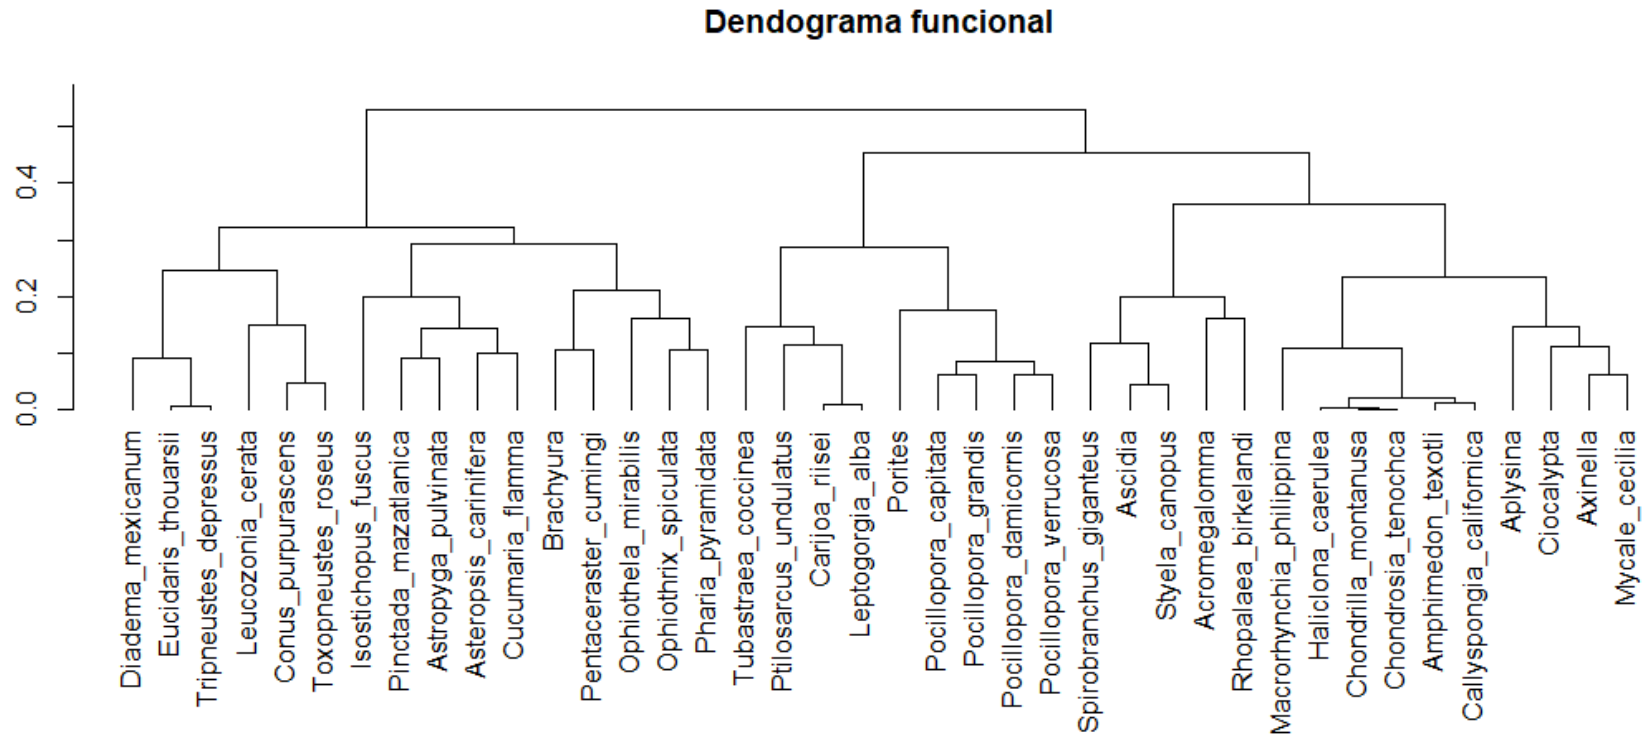 Dendograma funcional
0.4
0.2
0.0
Diadema_mexicanum
Eucidaris_thouarsii
Tripneustes_depressus
Leucozonia_cerata
Conus_purpurascens
Toxopneustes_roseus
Isostichopus_fuscus
Pinctada_mazatlanica
Astropyga_pulvinata
Asteropsis_carinifera
Cucumaria_flamma
Brachyura
Pentaceraster_cumingi
Ophiothela_mirabilis
Ophiothrix_spiculata
Pharia_pyramidata
Tubastraea_coccinea
Ptilosarcus_undulatus
Carijoa_riisei
Leptogorgia_alba
Porites
Pocillopora_capitata
Pocillopora_grandis
Pocillopora_damicornis
Pocillopora_verrucosa
Spirobranchus_giganteus
Ascidia
Styela_canopus
Acromegalomma
Rhopalaea_birkelandi
Macrorhynchia_philippina
Haliclona_caerulea
Chondrilla_montanusa
Chondrosia_tenochca
Amphimedon_texotli
Callyspongia_californica
Aplysina
Ciocalypta
Axinella
Mycale_cecilia